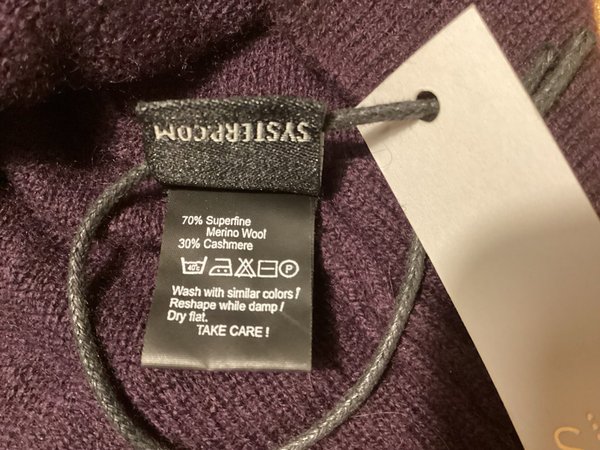 SYSTERP.COM
70% Superfine
Merino Wool
30% Cashmere
40°c P
Wash with similar colors!
Reshape while damp!
Dry flat.
TAKE CARE!